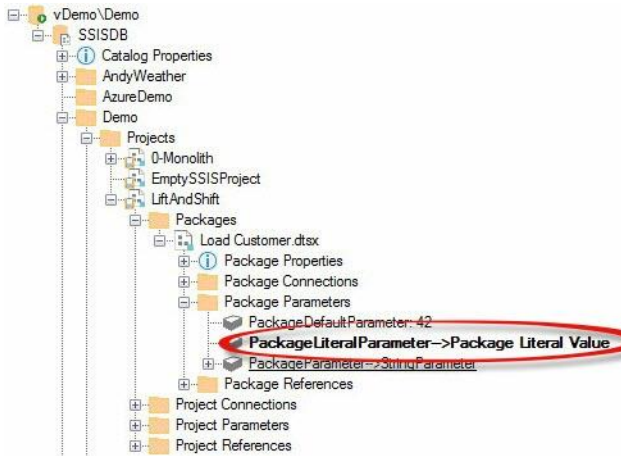 vDemo\Demo
SSISDB
Catalog Properties
AndyWeather
AzureDemo
Demo
Projects
0-Monolith
EmptySSISProject
LiftAndShift
Packages
Load Customer.dtsx
Package Properties
Package Connections
Package Parameters
PackageDefaultParameter: 42
PackageLiteralParameter-->Package Literal Value
PackageParameter-->StringParameter
Package References
Project Connections
Project Parameters
Project References